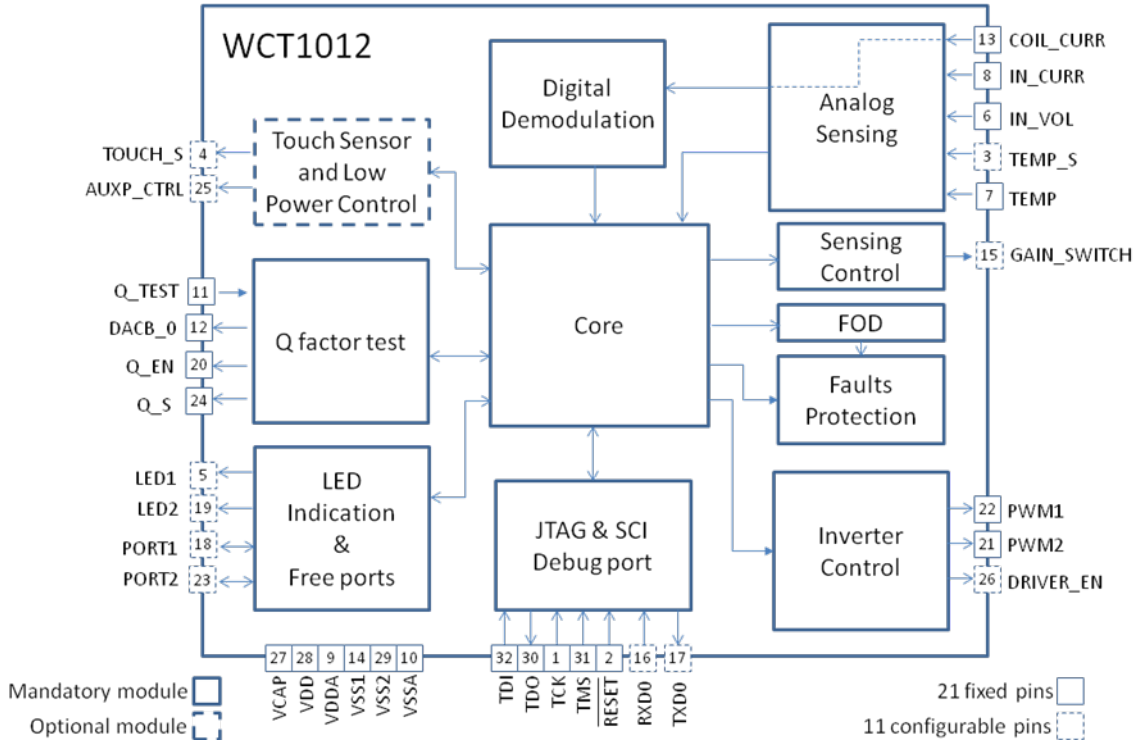 WCT1012
Digital
Demodulation
Analog
Sensing
13 COIL_CURR
8 IN_CURR
6 IN_VOL
3 TEMP_S
7 TEMP
TOUCH_S 4
AUXP_CTRL 25
Touch Sensor
and Low
Power Control
Sensing
Control
15 GAIN_SWITCH
Q_TEST 11
DACB_0 12
Q_EN 20
Q_S 24
Q factor test
Core
FOD
Faults
Protection
LED1 5
LED2 19
PORT1 18
PORT2 23
LED
Indication
&
Free ports
JTAG & SCI
Debug port
Inverter
Control
22 PWM1
21 PWM2
26 DRIVER_EN
27 28 9 14 29 10
VCAP
VDD
VDDA
VSS1
VSS2
VSSA
32 30 1 31 2 16 17
TDI
TDO
TCK
TMS
RESET
RXD0
TXD0
Mandatory module
Optional module
21 fixed pins
11 configurable pins